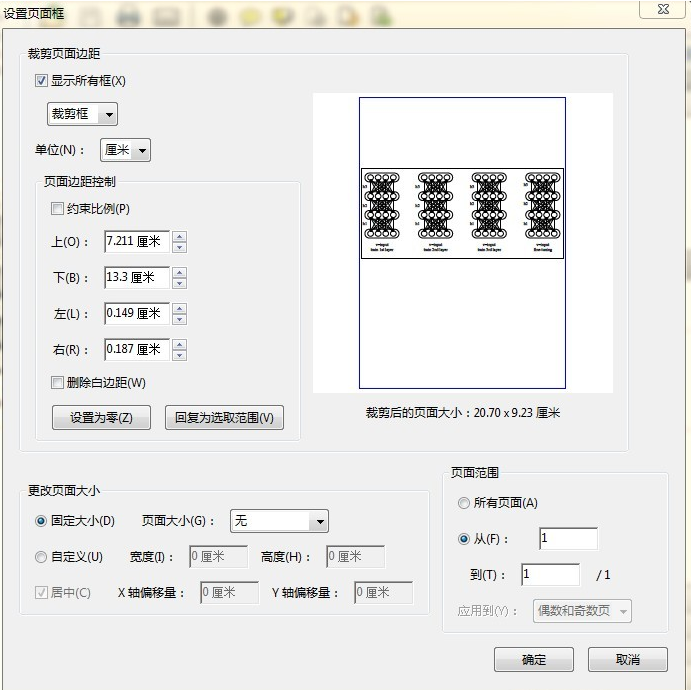 设置页面框
裁剪页面边距
显示所有框(X)
裁剪框
单位(N)： 厘米
页面边距控制
约束比例(P)
上(O)： 7.211 厘米
下(B)： 13.3 厘米
左(L)： 0.149 厘米
右(R)： 0.187 厘米
删除白边距(W)
设置为零(Z) 回复为选取范围(V)
裁剪后的页面大小：20.70 x 9.23 厘米
更改页面大小
固定大小(D) 页面大小(G)： 无
自定义(U) 宽度(I)： 0 厘米 高度(H)： 0 厘米
居中(C) X 轴偏移量： 0 厘米 Y 轴偏移量： 0 厘米
页面范围
所有页面(A)
从(F)： 1
到(T)： 1 / 1
应用到(Y)： 偶数和奇数页
确定 取消